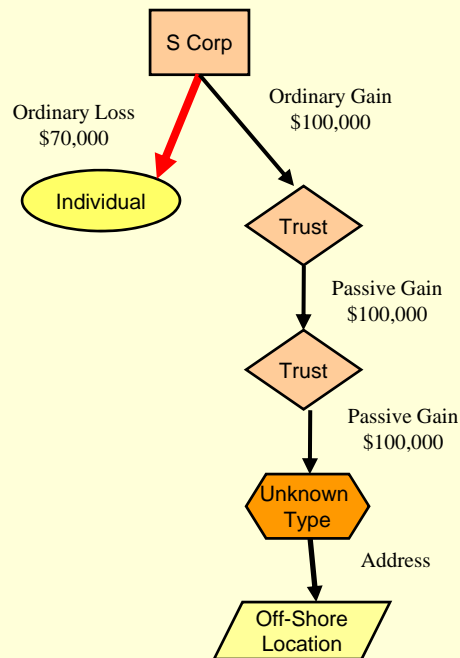 S Corp
Ordinary Loss
$70,000
Ordinary Gain
$100,000
Individual
Trust
Passive Gain
$100,000
Trust
Passive Gain
$100,000
Unknown
Type
Address
Off-Shore
Location